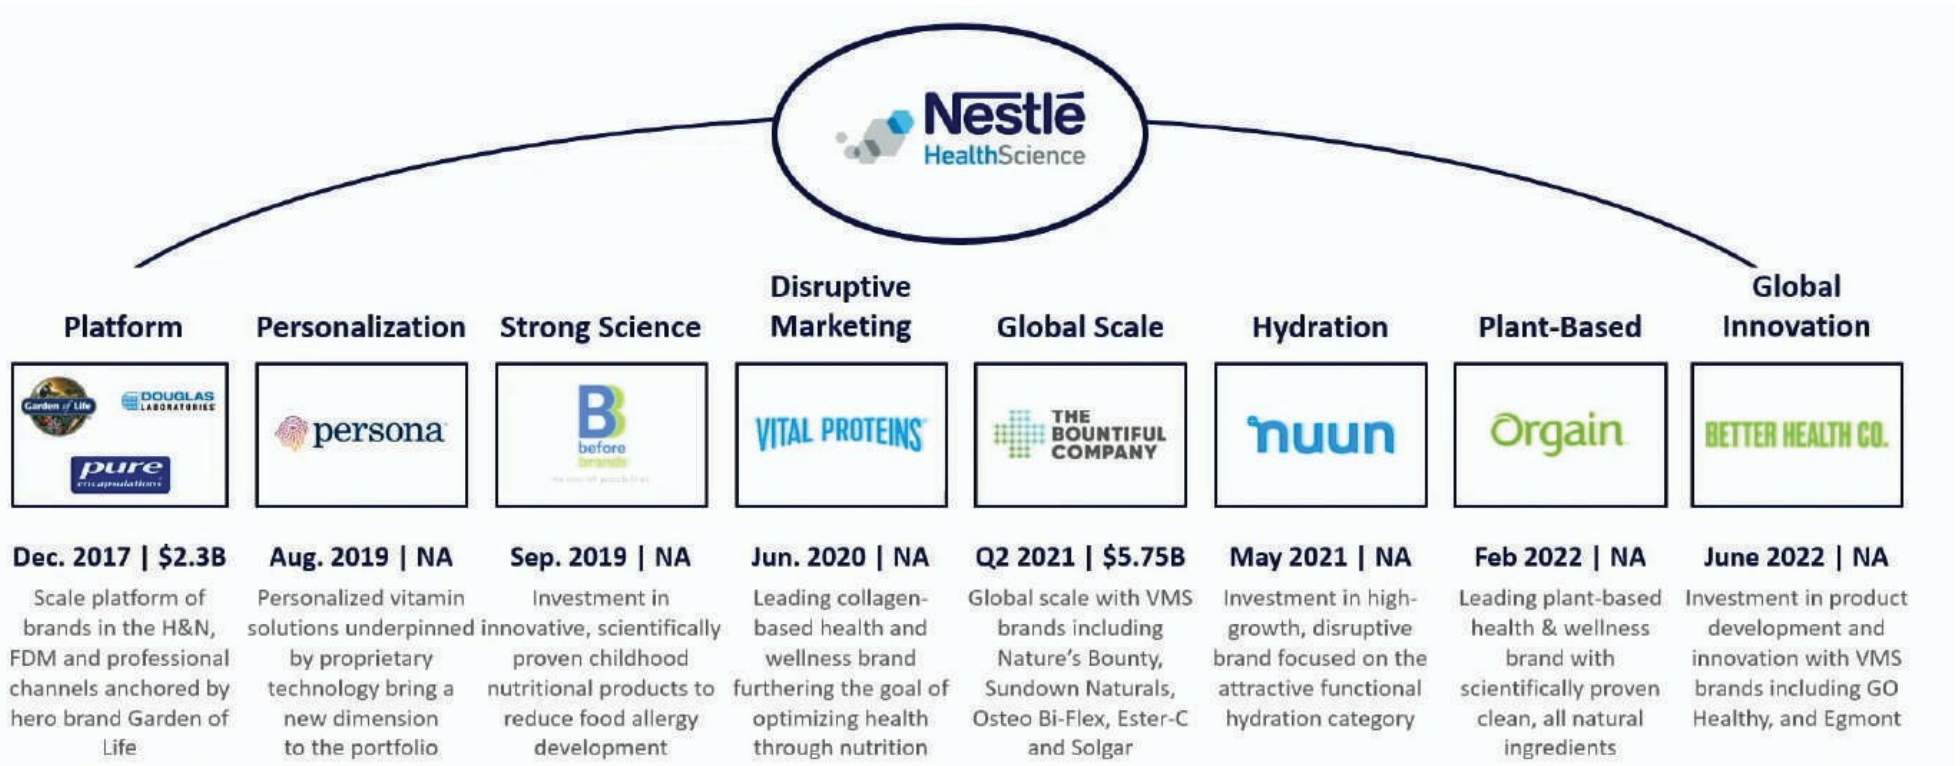 Nestlé
HealthScience
Platform
Garden of Life
DOUGLAS
LABORATORIES
pure
encapsulations
Dec. 2017 | $2.3B
Scale platform of
brands in the H&N,
FDM and professional
channels anchored by
hero brand Garden of
Life
Personalization
persona
Aug. 2019 | NA
Personalized vitamin
solutions underpinned
by proprietary
technology bring a
new dimension
to the portfolio
Strong Science
B
before
brands
Sep. 2019 | NA
Investment in
innovative, scientifically
proven childhood
nutritional products to
reduce food allergy
development
Disruptive
Marketing
VITAL PROTEINS
Jun. 2020 | NA
Leading collagen-
based health and
wellness brand
furthering the goal of
optimizing health
through nutrition
Global Scale
THE
BOUNTIFUL
COMPANY
Q2 2021 | $5.75B
Global scale with VMS
brands including
Nature's Bounty,
Sundown Naturals,
Osteo Bi-Flex, Ester-C
and Solgar
Hydration
nuun
May 2021 | NA
Investment in high-
growth, disruptive
brand focused on the
attractive functional
hydration category
Plant-Based
Orgain
Feb 2022 | NA
Leading plant-based
health & wellness
brand with
scientifically proven
clean, all natural
ingredients
Global
Innovation
BETTER HEALTH CO.
June 2022 | NA
Investment in product
development and
innovation with VMS
brands including GO
Healthy, and Egmont